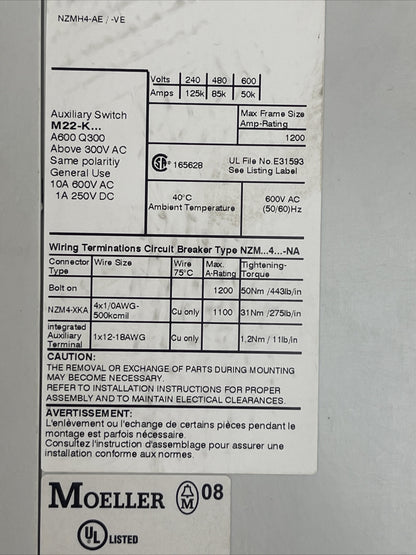 NZMH4-AE / -VE
Volts 240 480 600
Amps 125k 85k 50k
Auxiliary Switch
M22-K...
A600 Q300
Above 300V AC
Same polaritiy
General Use
10A 600V AC
1A 250V DC
Max Frame Size
Amp-Rating
1200
165628
UL File No.E31593
See Listing Label
40°C
Ambient Temperature
600V AC
(50/60)Hz
Wiring Terminations Circuit Breaker Type NZM...4...-NA
Connector Type Wire Size Wire 75°C Max. A-Rating Tightening-Torque
Bolt on 1200 50Nm /443lb/in
NZM4-XKA 4x1/0AWG-500kcmil Cu only 1100 31Nm /275lb/in
integrated Auxiliary Terminal 1x12-18AWG Cu only 1.2Nm / 11lb/in
CAUTION:
THE REMOVAL OR EXCHANGE OF PARTS DURING MOUNTING
MAY BECOME NECESSARY.
REFER TO INSTALLATION INSTRUCTIONS FOR PROPER
ASSEMBLY AND TO MAINTAIN ELECTICAL CLEARANCES.
AVERTISSEMENT:
L'enlèvement ou l'echange de certains pièces pendent le
montage est parfois nécessaire.
Consultez l'instruction d'assemblage pour assurer une
installation conforme aux normes.
MOELLER M 08
UL LISTED